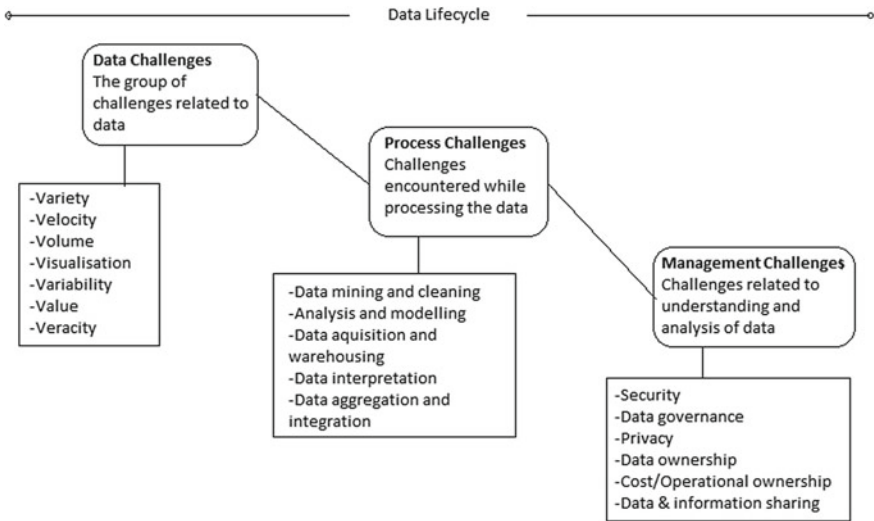 Data Lifecycle
Data Challenges
The group of
challenges related to
data
-Variety
-Velocity
-Volume
-Visualisation
-Variability
-Value
-Veracity
Process Challenges
Challenges
encountered while
processing the data
-Data mining and cleaning
-Analysis and modelling
-Data aquisition and
warehousing
-Data interpretation
-Data aggregation and
integration
Management Challenges
Challenges related to
understanding and
analysis of data
-Security
-Data governance
-Privacy
-Data ownership
-Cost/Operational ownership
-Data & information sharing